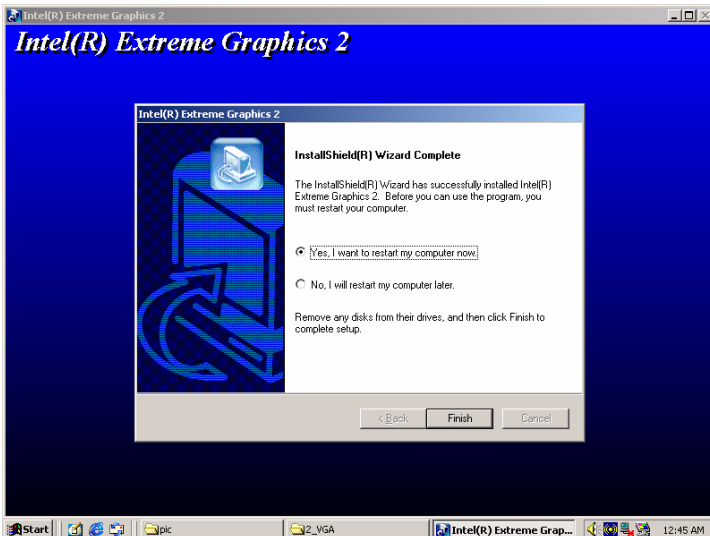 Intel(R) Extreme Graphics 2
Intel(R) Extreme Graphics 2
Intel(R) Extreme Graphics 2
InstallShield(R) Wizard Complete
The InstallShield(R) Wizard has successfully installed Intel(R)
Extreme Graphics 2. Before you can use the program, you
must restart your computer.
Yes, I want to restart my computer now.
No, I will restart my computer later.
Remove any disks from their drives, and then click Finish to
complete setup.
< Back
Finish
Cancel
Start
pic
2_VGA
Intel(R) Extreme Grap...
12:45 AM